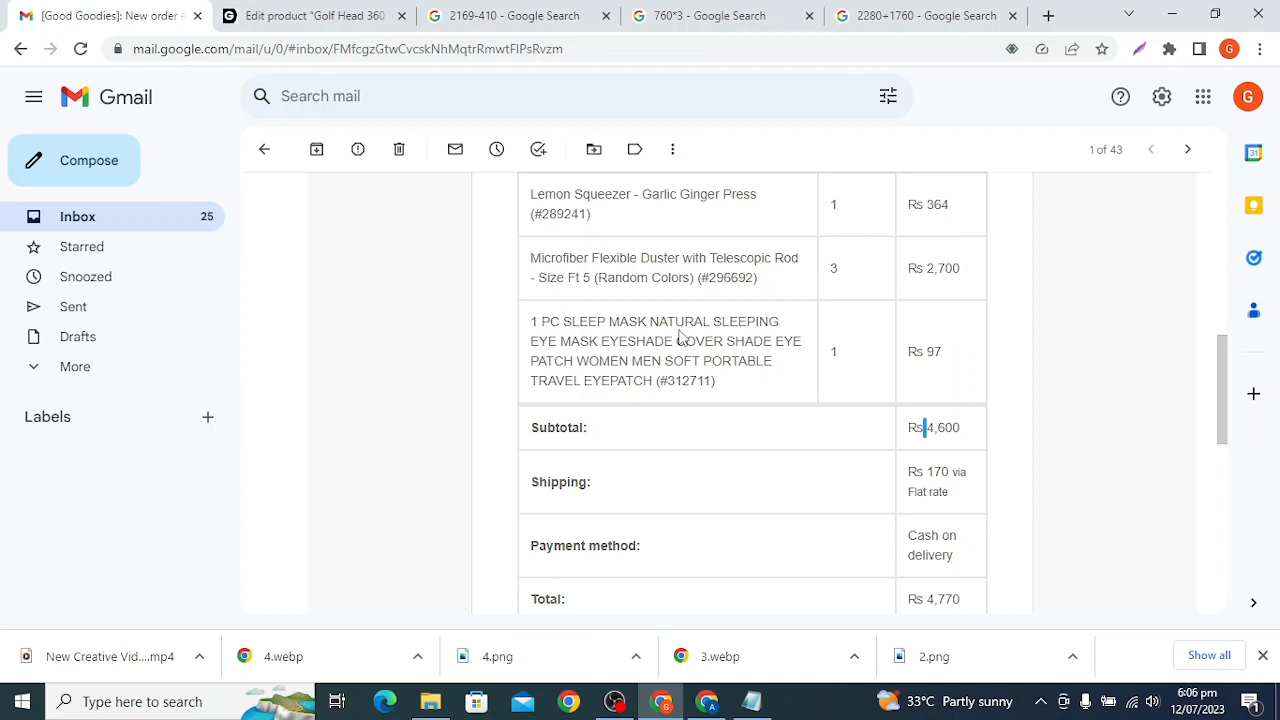 [Good Goodies]: New order #
Edit product "Golf Head 360
2169-410 - Google Search
760*3 - Google Search
2280+1760 - Google Search
mail.google.com/mail/u/0/#inbox/FMfcgzGtwCvcskNhMqtrRmwtFlPsRvzm
G
Gmail
Search mail
G
Compose
1 of 43
Inbox 25
Starred
Snoozed
Sent
Drafts
More
Labels
Lemon Squeezer - Garlic Ginger Press
(#289241)
1
Rs 364
Microfiber Flexible Duster with Telescopic Rod
- Size Ft 5 (Random Colors) (#296692)
3
Rs 2,700
1 PC SLEEP MASK NATURAL SLEEPING
EYE MASK EYESHADE COVER SHADE EYE
PATCH WOMEN MEN SOFT PORTABLE
TRAVEL EYEPATCH (#312711)
1
Rs 97
Subtotal:
Rs 4,600
Shipping:
Rs 170 via
Flat rate
Payment method:
Cash on
delivery
Total:
Rs 4,770
31
New Creative Vid....mp4
4.webp
4.png
3.webp
2.png
Show all
Type here to search
33°C Partly sunny
6:06 pm
12/07/2023